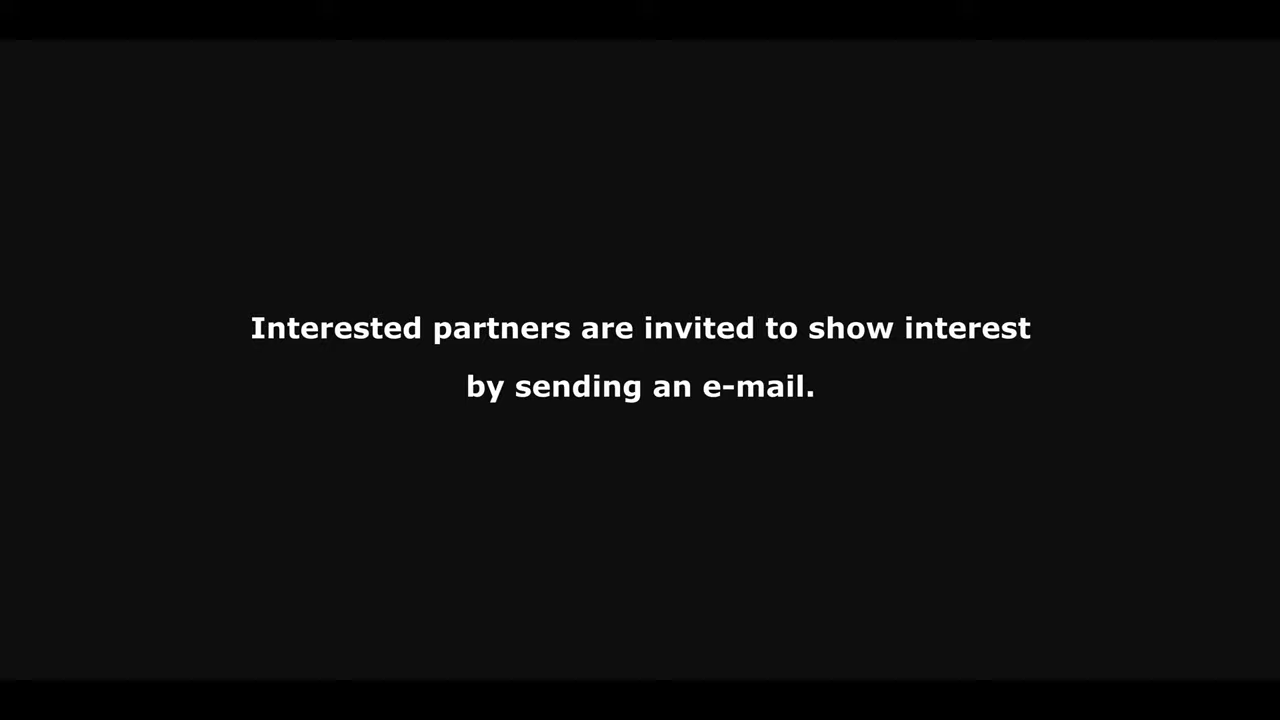 Interested partners are invited to show interest
by sending an e-mail.